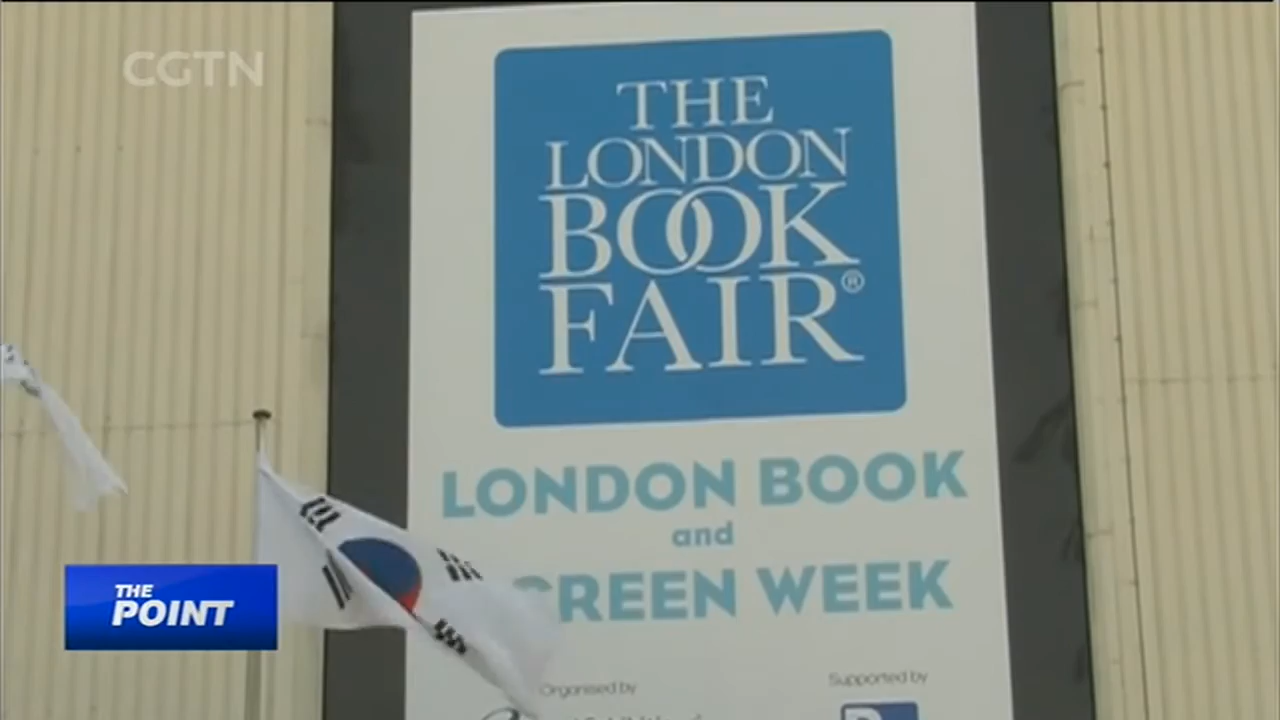 CGTN
THE
LONDON
BOOK
FAIR®
LONDON BOOK
and
SCREEN WEEK
Organised by
Supported by
THE
POINT